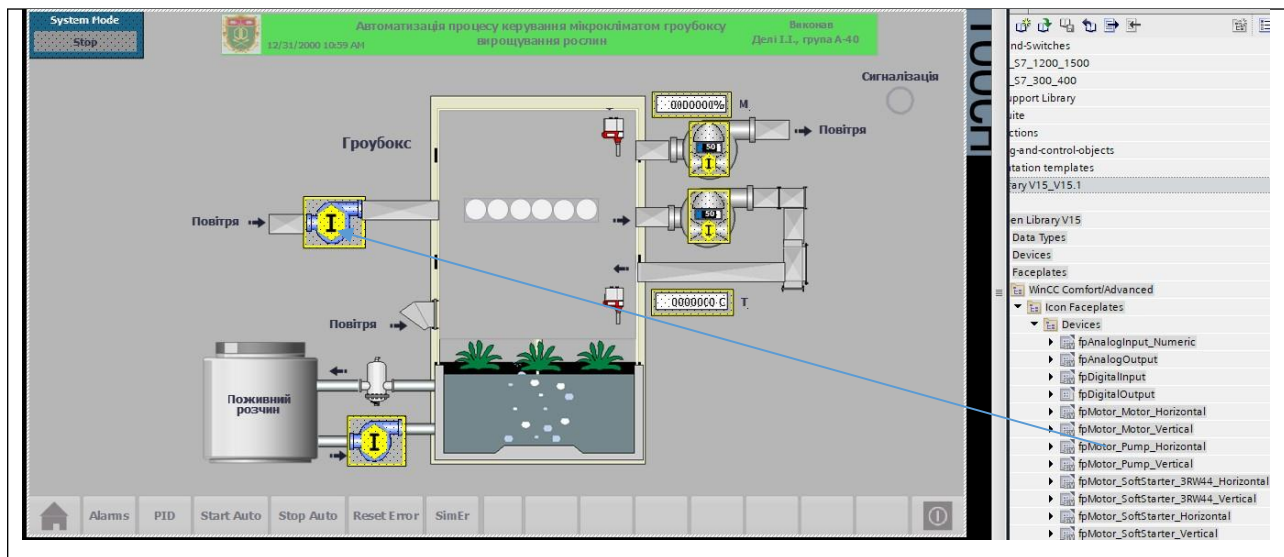 System Mode
Stop
Автоматизація процесу керування мікрокліматом гроубоксу
вирощування рослин
12/31/2000 10:59 AM
Виконав
Делі І.І., група А-40
TOUCH
Сигналізація
Гроубокс
0000000%
М
50
Повітря
Повітря
I
50
I
I
Повітря
0000000 C
Т
Поживний
розчин
I
Alarms
PID
Start Auto
Stop Auto
Reset Error
SimEr
nd-Switches
_S7_1200_1500
_S7_300_400
upport Library
uite
ctions
g-and-control-objects
ntation templates
rary V15_V15.1
en Library V15
Data Types
Devices
Faceplates
WinCC Comfort/Advanced
Icon Faceplates
Devices
fpAnalogInput_Numeric
fpAnalogOutput
fpDigitalInput
fpDigitalOutput
fpMotor_Motor_Horizontal
fpMotor_Motor_Vertical
fpMotor_Pump_Horizontal
fpMotor_Pump_Vertical
fpMotor_SoftStarter_3RW44_Horizontal
fpMotor_SoftStarter_3RW44_Vertical
fpMotor_SoftStarter_Horizontal
fpMotor_SoftStarter_Vertical